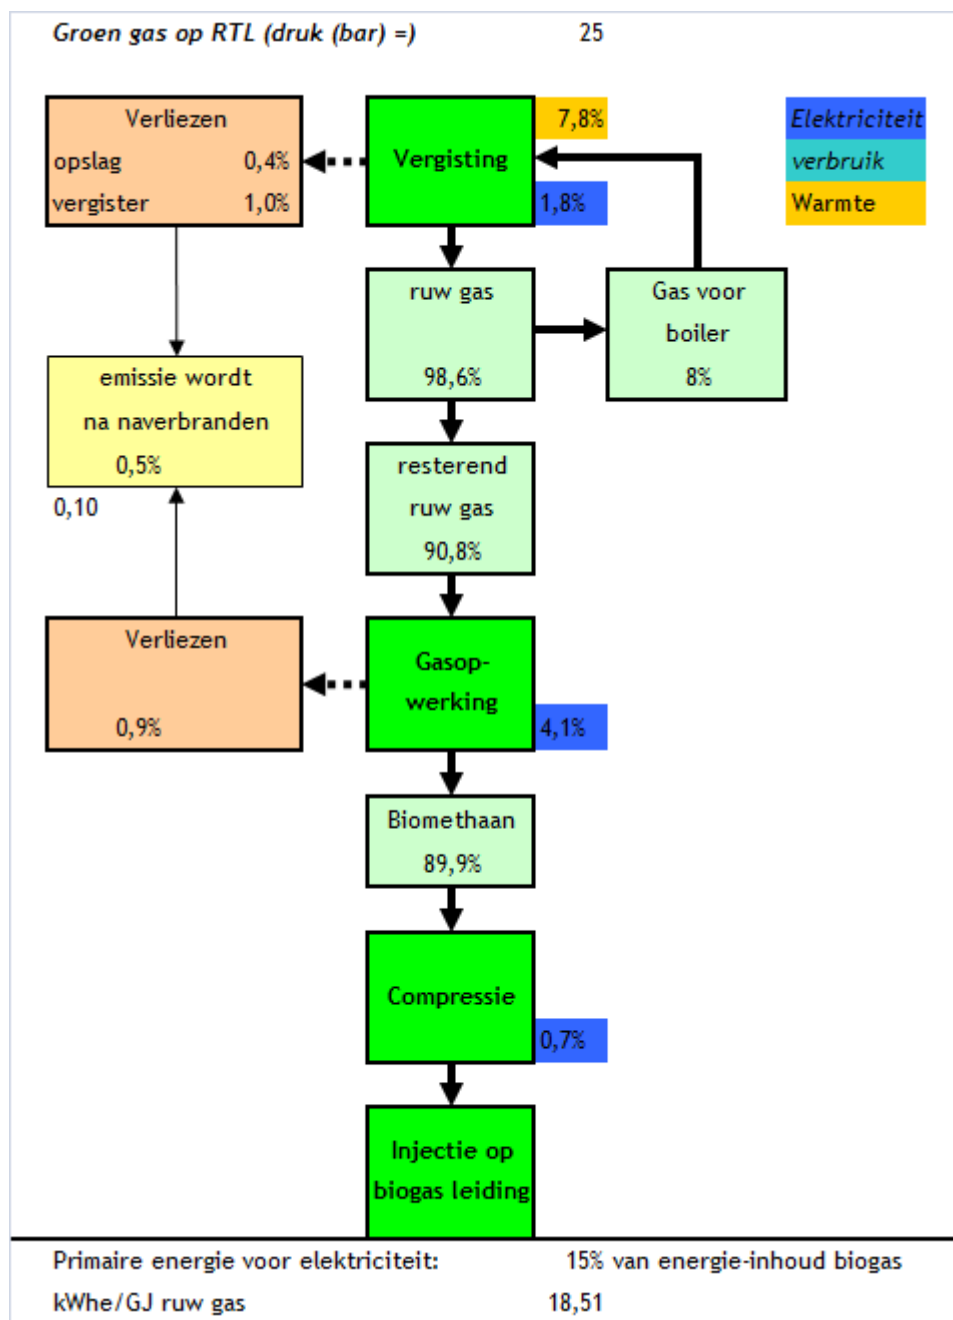 Groen gas op RTL (druk (bar) =) 25
Verliezen
opslag 0,4%
vergister 1,0%
Vergisting
7,8%
1,8%
Elektriciteit
verbruik
Warmte
ruw gas
98,6%
Gas voor
boiler
8%
emissie wordt
na naverbranden
0,5%
0,10
resterend
ruw gas
90,8%
Verliezen
0,9%
Gasop-
werking
4,1%
Biomethaan
89,9%
Compressie
0,7%
Injectie op
biogas leiding
Primaire energie voor elektriciteit: 15% van energie-inhoud biogas
kWhe/GJ ruw gas 18,51